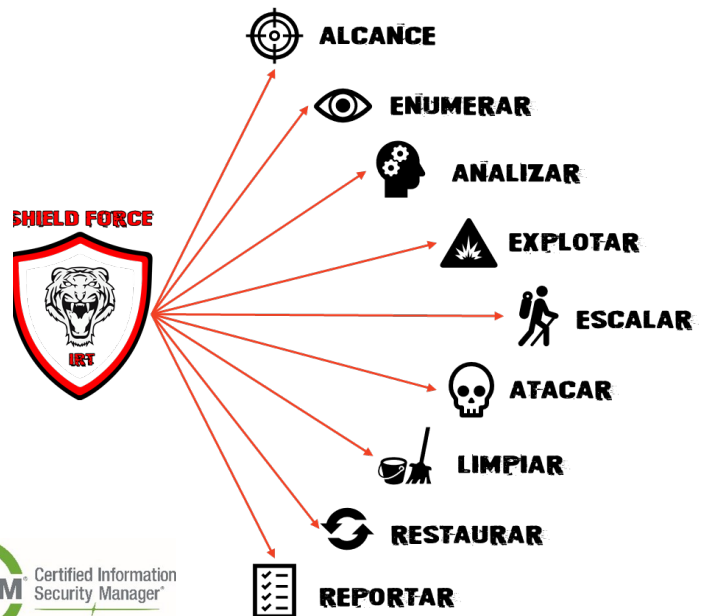 ALCANCE
ENUMERAR
ANALIZAR
SHIELD FORCE
EXPLOTAR
IRT
ESCALAR
ATACAR
LIMPIAR
RESTAURAR
M® Certified Information
Security Manager®
REPORTAR